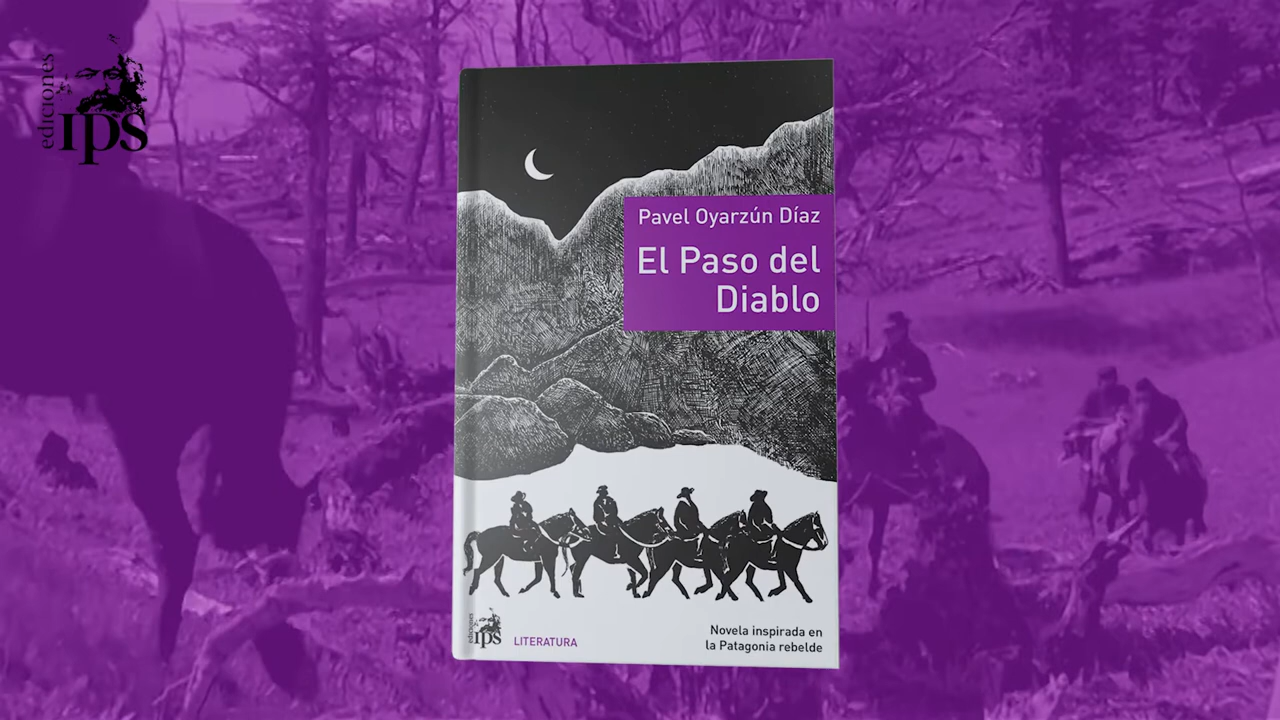 ediciones
ips
Pavel Oyarzún Díaz
El Paso del
Diablo
ediciones
ips
LITERATURA
Novela inspirada en
la Patagonia rebelde